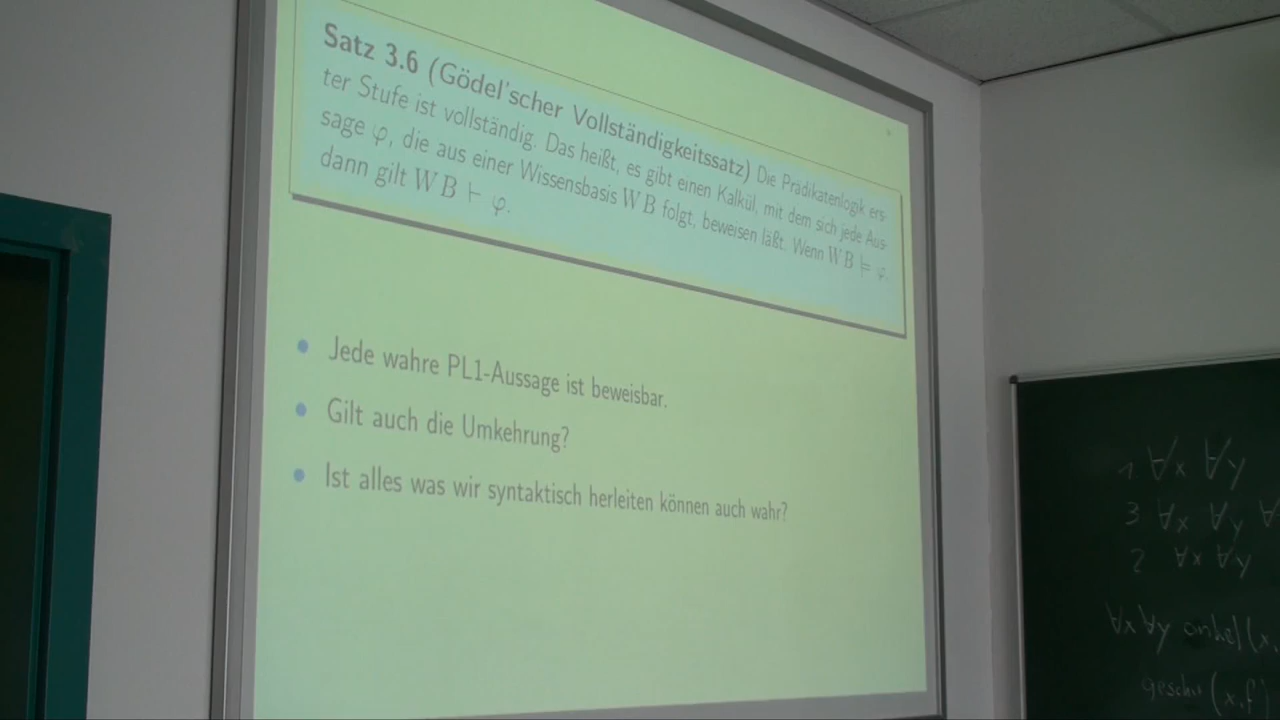 Satz 3.6 (Gödel'scher Vollständigkeitssatz) Die Prädikatenlogik ers-
ter Stufe ist vollständig. Das heißt, es gibt einen Kalkül, mit dem sich jede Aus-
sage φ, die aus einer Wissensbasis WB folgt, beweisen läßt. Wenn WB ⊨ φ,
dann gilt WB ⊢ φ.
• Jede wahre PL1-Aussage ist beweisbar.
• Gilt auch die Umkehrung?
• Ist alles was wir syntaktisch herleiten können auch wahr?
1 ∀x ∀y
3 ∀x ∀y ∀
2 ∀x ∀y
∀x ∀y onkel(x,
(x,f)